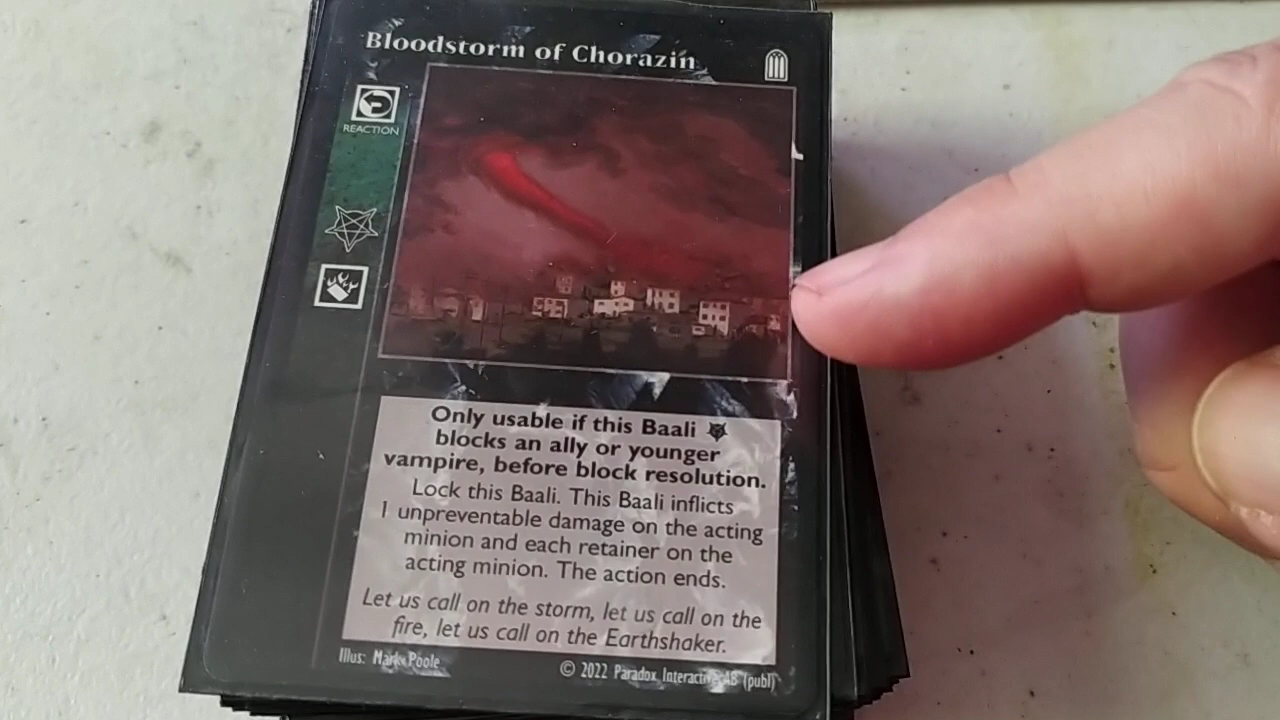 Bloodstorm of Chorazin
REACTION
Only usable if this Baali
blocks an ally or younger
vampire, before block resolution.
Lock this Baali. This Baali inflicts
1 unpreventable damage on the acting
minion and each retainer on the
acting minion. The action ends.
Let us call on the storm, let us call on the
fire, let us call on the Earthshaker.
Illus: Mark Poole
© 2022 Paradox Interactive AB (publ)